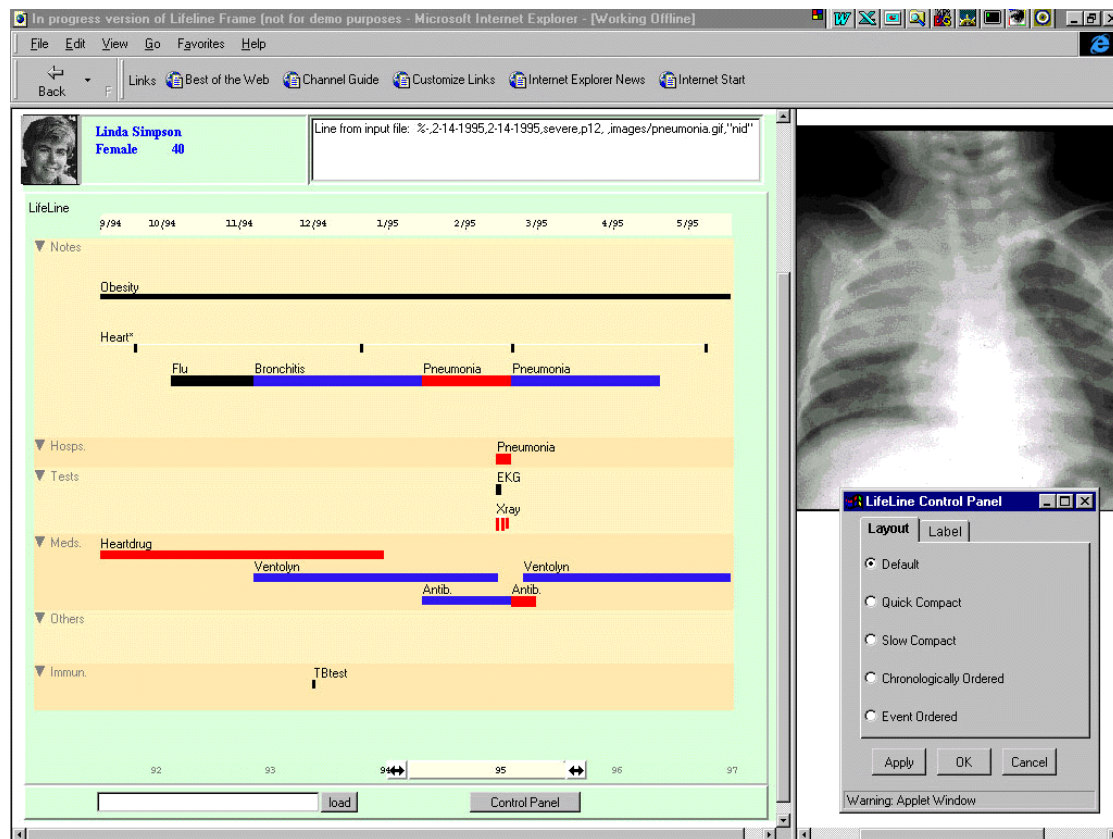 In progress version of Lifeline Frame (not for demo purposes - Microsoft Internet Explorer - [Working Offline]
File Edit View Go Favorites Help
Back F Links Best of the Web Channel Guide Customize Links Internet Explorer News Internet Start
Linda Simpson
Female 40
Line from input file: %-,2-14-1995,2-14-1995,severe,p12, ,images/pneumonia.gif,"nid"
LifeLine
9/94 10/94 11/94 12/94 1/95 2/95 3/95 4/95 5/95
Notes
Obesity
Heart*
Flu Bronchitis Pneumonia Pneumonia
Hosps. Pneumonia
Tests EKG
Xray
Meds. Heartdrug
Ventolyn Ventolyn
Antib. Antib.
Others
Immun. TBtest
92 93 94 95 96 97
load Control Panel
LifeLine Control Panel
Layout Label
Default
Quick Compact
Slow Compact
Chronologically Ordered
Event Ordered
Apply OK Cancel
Warning: Applet Window